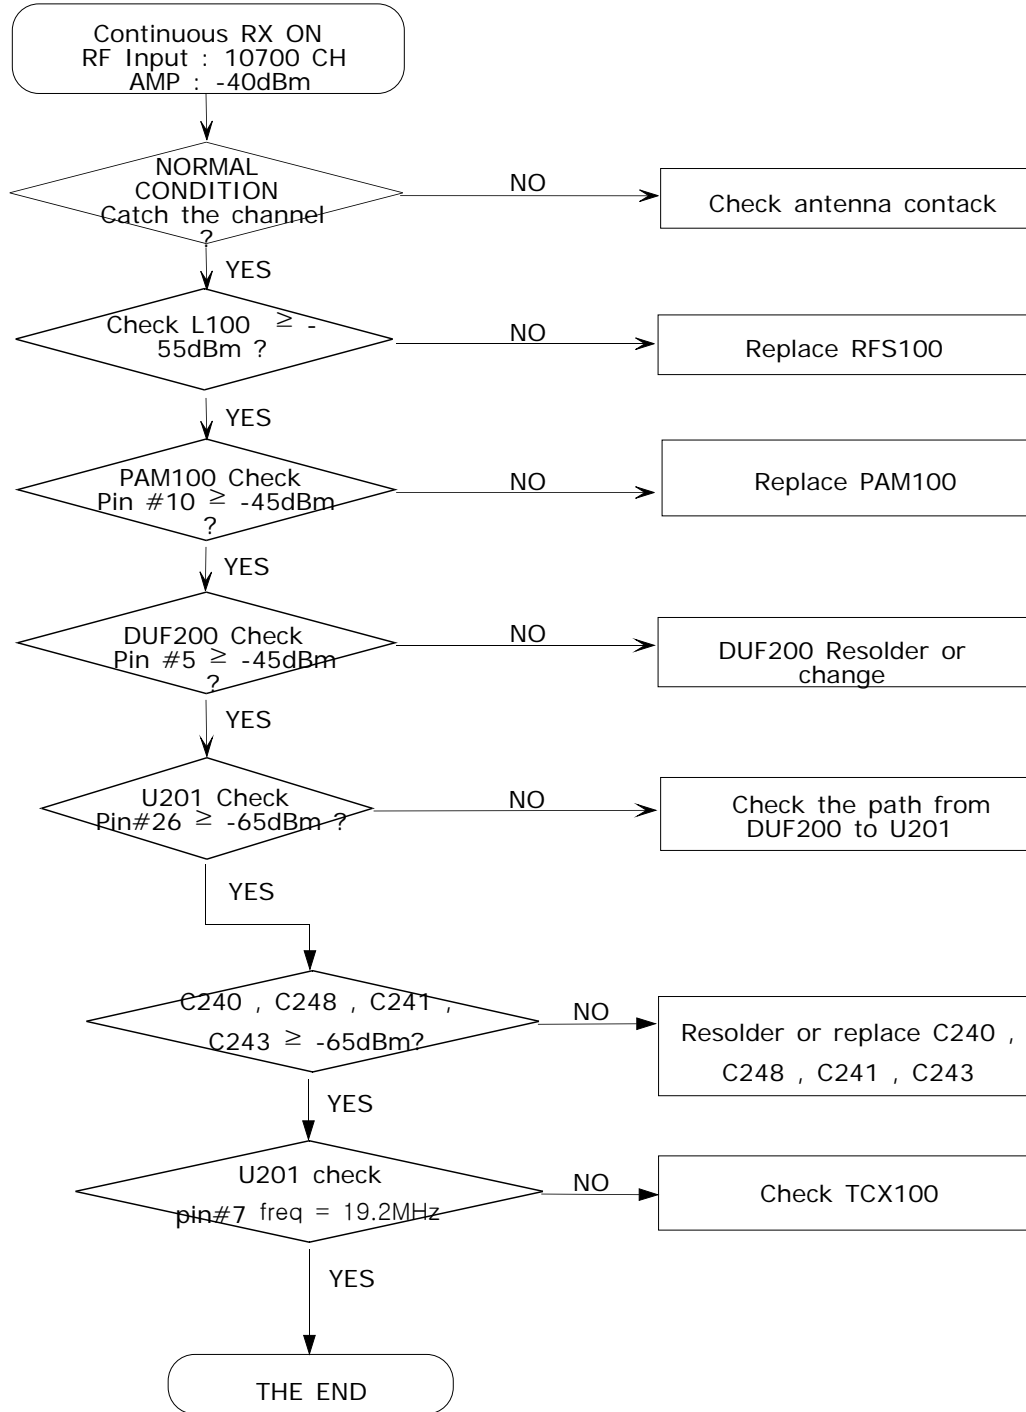 Continuous RX ON
RF Input : 10700 CH
AMP : -40dBm
NORMAL
CONDITION
Catch the channel
?
NO
Check antenna contack
YES
Check L100 ≥ -
55dBm ?
NO
Replace RFS100
YES
PAM100 Check
Pin #10 ≥ -45dBm
?
NO
Replace PAM100
YES
DUF200 Check
Pin #5 ≥ -45dBm
?
NO
DUF200 Resolder or
change
YES
U201 Check
Pin#26 ≥ -65dBm ?
NO
Check the path from
DUF200 to U201
YES
C240 , C248 , C241 ,
C243 ≥ -65dBm?
NO
Resolder or replace C240 ,
C248 , C241 , C243
YES
U201 check
pin#7 freq = 19.2MHz
NO
Check TCX100
YES
THE END